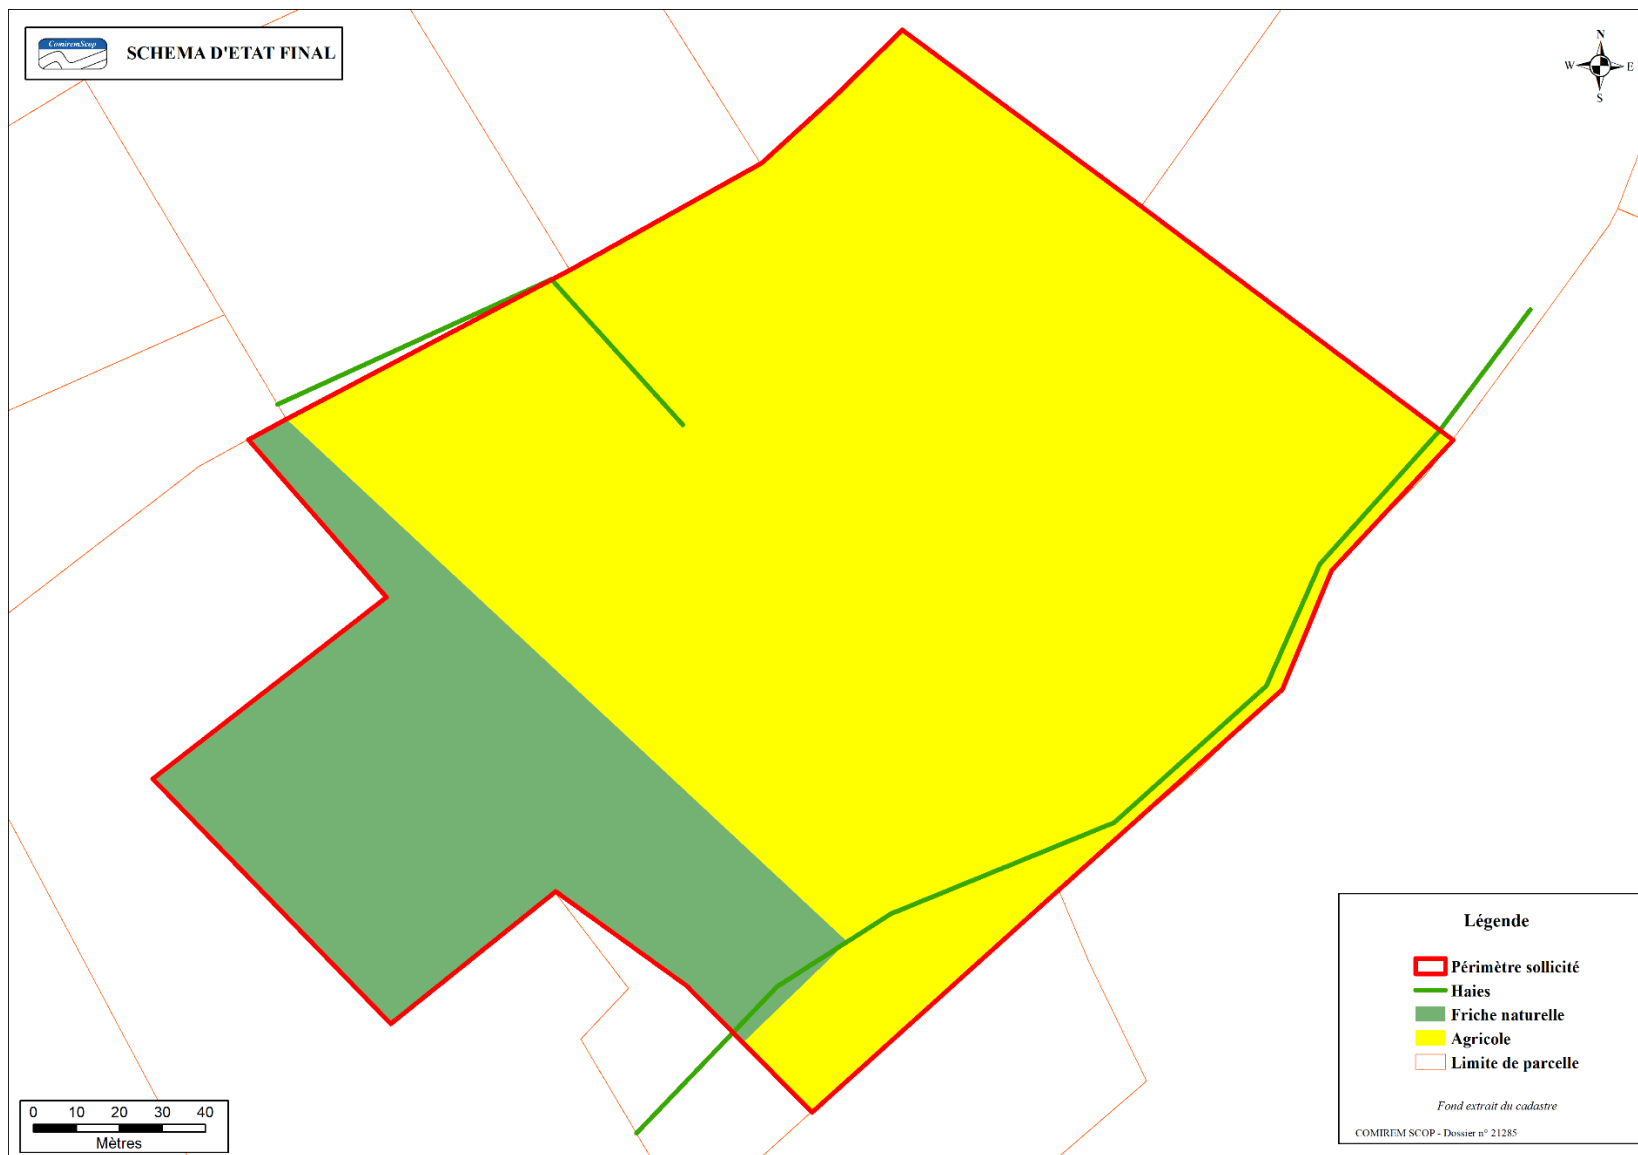 ComiremScop
SCHEMA D'ETAT FINAL
N
W E
S
Légende
Périmètre sollicité
Haies
Friche naturelle
Agricole
Limite de parcelle
Fond extrait du cadastre
COMIREM SCOP - Dossier n° 21285
0 10 20 30 40
Mètres